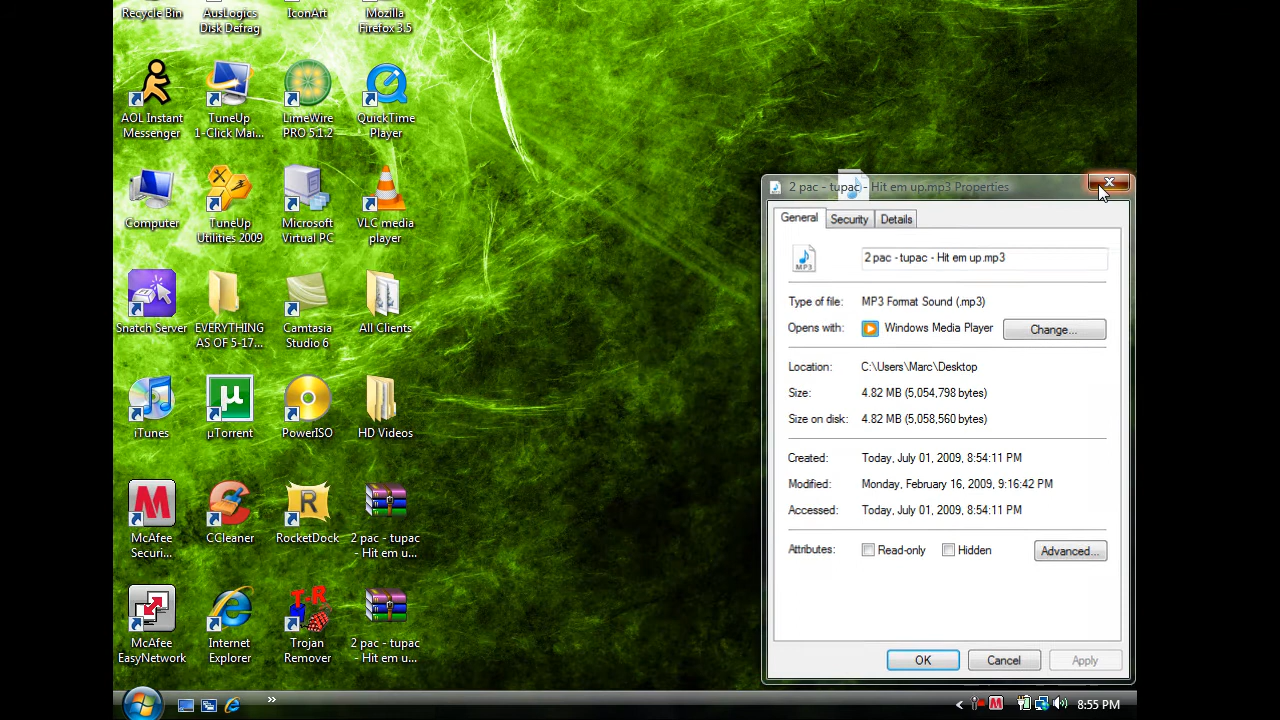 Recycle Bin
AusLogics
Disk Defrag
IconArt
Mozilla
Firefox 3.5
AOL Instant
Messenger
TuneUp
1-Click Mai...
LimeWire
PRO 5.1.2
QuickTime
Player
Computer
TuneUp
Utilities 2009
Microsoft
Virtual PC
VLC media
player
Snatch Server
EVERYTHING
AS OF 5-17...
Camtasia
Studio 6
All Clients
iTunes
µTorrent
PowerISO
HD Videos
McAfee
Securi...
CCleaner
RocketDock
2 pac - tupac
- Hit em u...
McAfee
EasyNetwork
Internet
Explorer
T-R
Trojan
Remover
2 pac - tupac
- Hit em u...
2 pac - tupac - Hit em up.mp3 Properties
General
Security
Details
MP3
2 pac - tupac - Hit em up.mp3
Type of file: MP3 Format Sound (.mp3)
Opens with: Windows Media Player
Change...
Location: C:\Users\Marc\Desktop
Size: 4.82 MB (5,054,798 bytes)
Size on disk: 4.82 MB (5,058,560 bytes)
Created: Today, July 01, 2009, 8:54:11 PM
Modified: Monday, February 16, 2009, 9:16:42 PM
Accessed: Today, July 01, 2009, 8:54:11 PM
Attributes: Read-only Hidden
Advanced...
OK
Cancel
Apply
8:55 PM